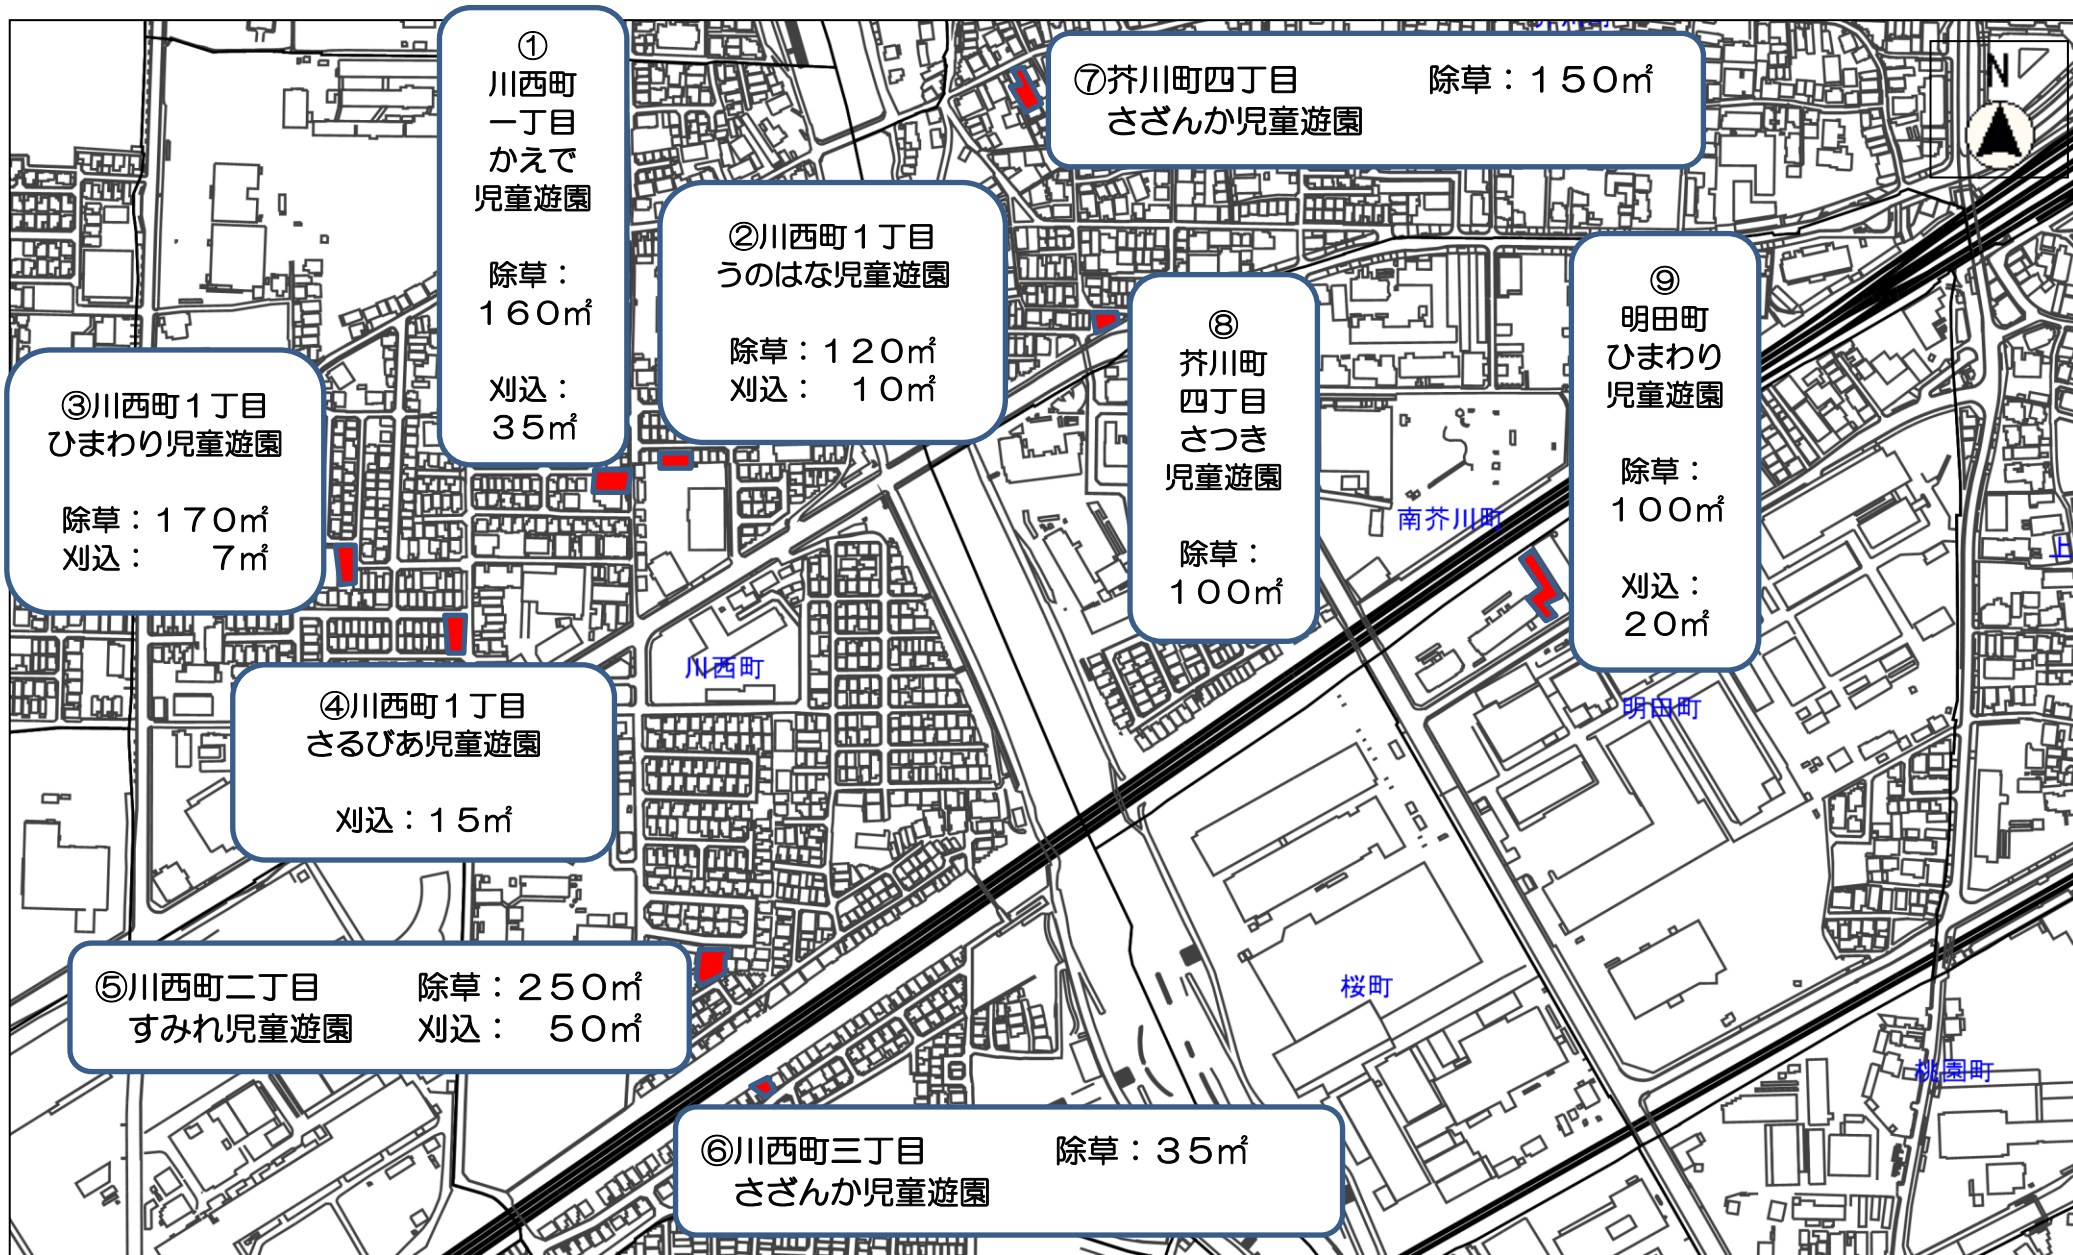 ①
川西町
一丁目
かえで
児童遊園
除草：
１６０㎡
刈込：
３５㎡
②川西町１丁目
うのはな児童遊園
除草：１２０㎡
刈込：　１０㎡
③川西町１丁目
ひまわり児童遊園
除草：１７０㎡
刈込：　　７㎡
④川西町１丁目
さるびあ児童遊園
刈込：１５㎡
⑤川西町二丁目　　除草：２５０㎡
すみれ児童遊園　　刈込：　５０㎡
⑥川西町三丁目　　除草：３５㎡
さざんか児童遊園
⑦芥川町四丁目　　除草：１５０㎡
さざんか児童遊園
⑧
芥川町
四丁目
さつき
児童遊園
除草：
１００㎡
⑨
明田町
ひまわり
児童遊園
除草：
１００㎡
刈込：
２０㎡
N
南芥川町
上
川西町
明田町
桜町
桃園町